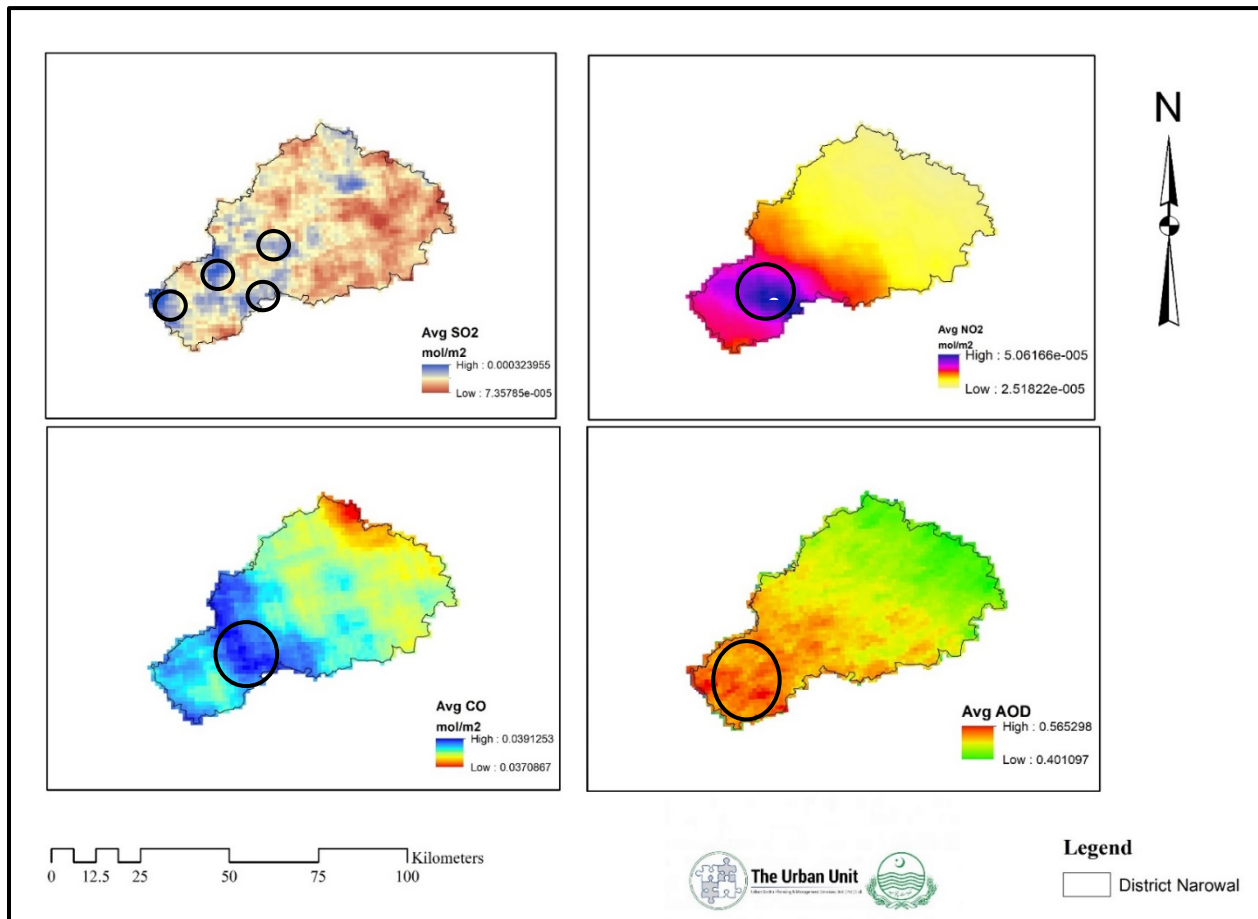 N
Avg SO2
mol/m2
High : 0.000323955
Low : 7.35785e-005
Avg NO2
mol/m2
High : 5.06166e-005
Low : 2.51822e-005
Avg CO
mol/m2
High : 0.0391253
Low : 0.0370867
Avg AOD
High : 0.565298
Low : 0.401097
Kilometers
0 12.5 25 50 75 100
The Urban Unit
Legend
District Narowal